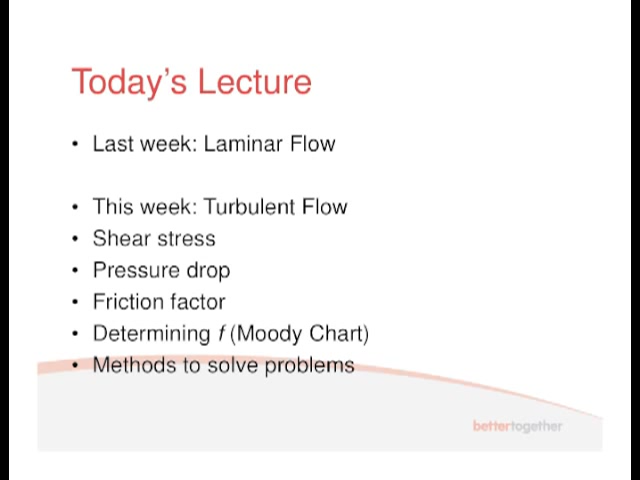 Today's Lecture
• Last week: Laminar Flow
• This week: Turbulent Flow
• Shear stress
• Pressure drop
• Friction factor
• Determining f (Moody Chart)
• Methods to solve problems
bettertogether